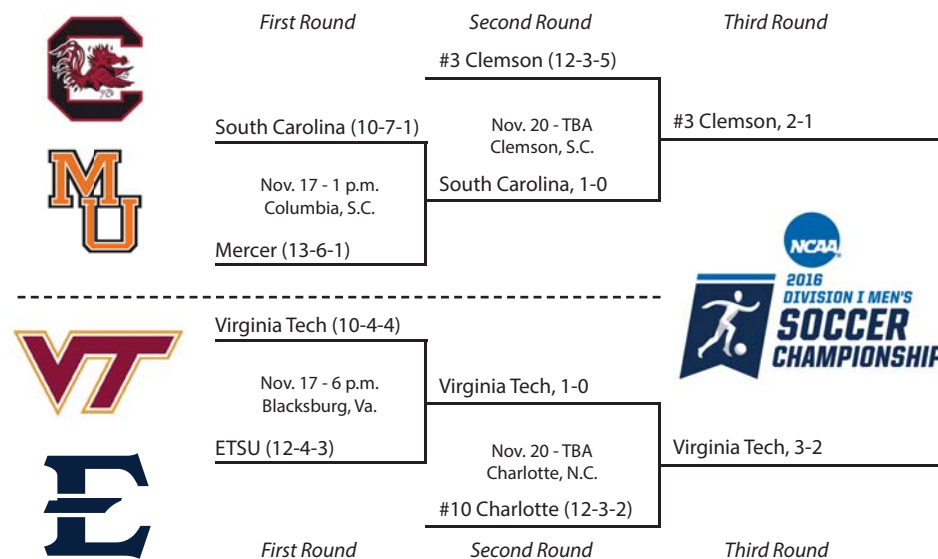 First Round
Second Round
Third Round
C
#3 Clemson (12-3-5)
South Carolina (10-7-1)
Nov. 20 - TBA
Clemson, S.C.
#3 Clemson, 2-1
MU
Nov. 17 - 1 p.m.
Columbia, S.C.
South Carolina, 1-0
Mercer (13-6-1)
NCAA
2016
DIVISION I MEN'S
SOCCER
CHAMPIONSHIP
VT
Virginia Tech (10-4-4)
Nov. 17 - 6 p.m.
Blacksburg, Va.
Virginia Tech, 1-0
E
ETSU (12-4-3)
Nov. 20 - TBA
Charlotte, N.C.
Virginia Tech, 3-2
#10 Charlotte (12-3-2)
First Round
Second Round
Third Round